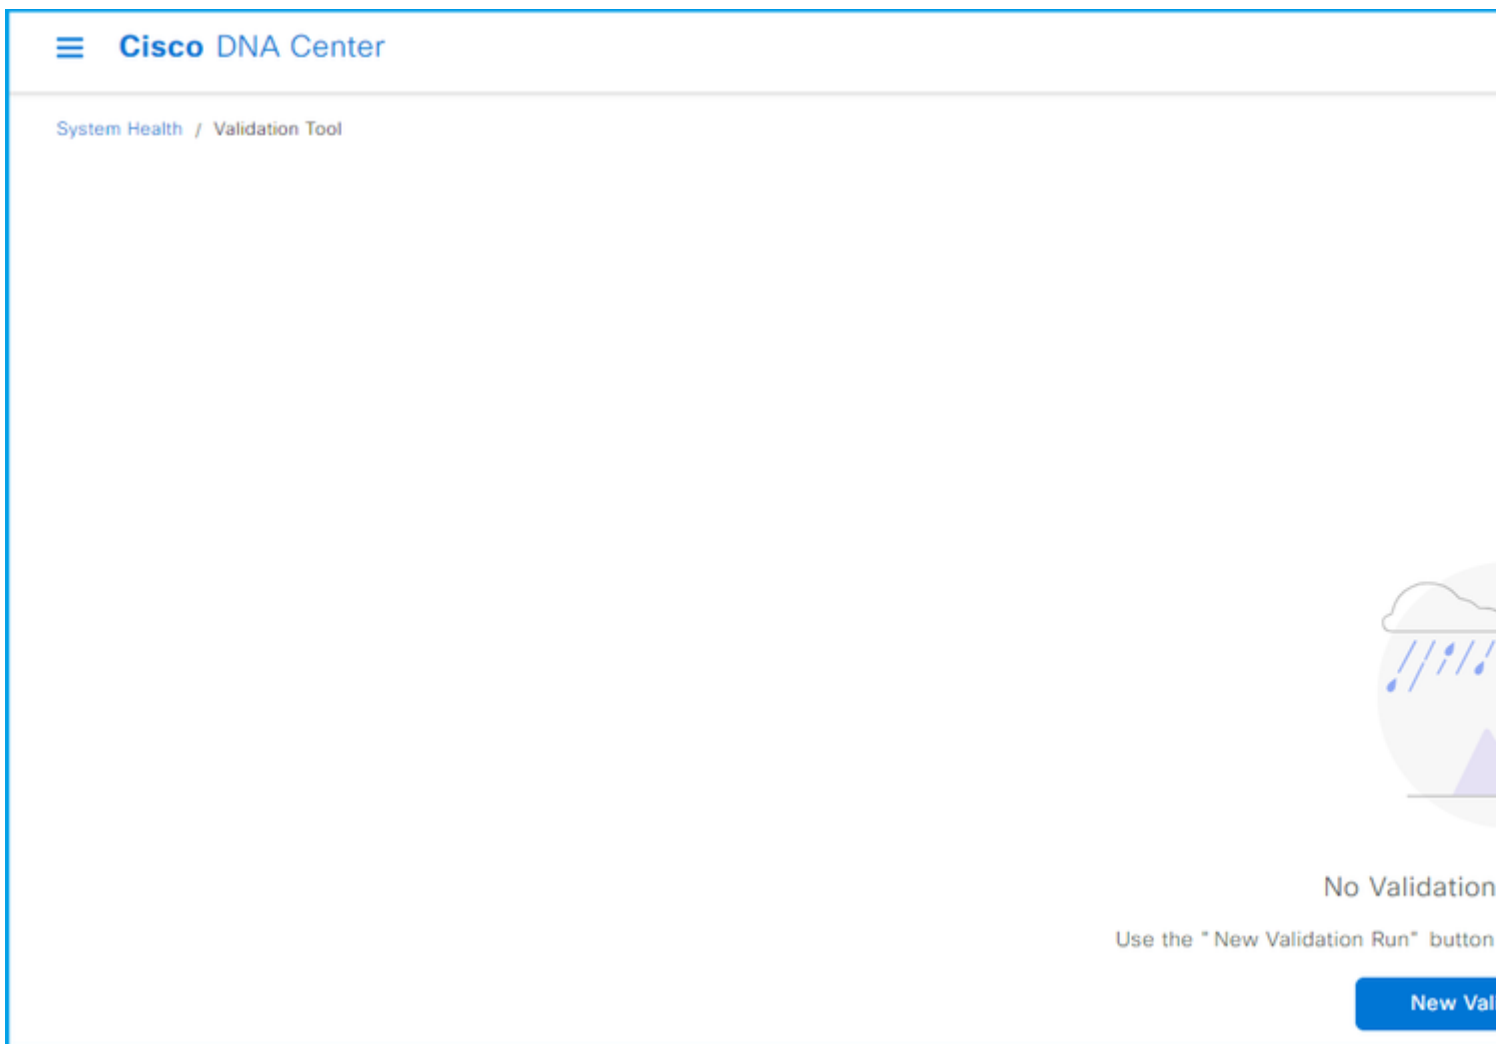 Cisco DNA Center
System Health / Validation Tool
No Validation
Use the "New Validation Run" button
New Val